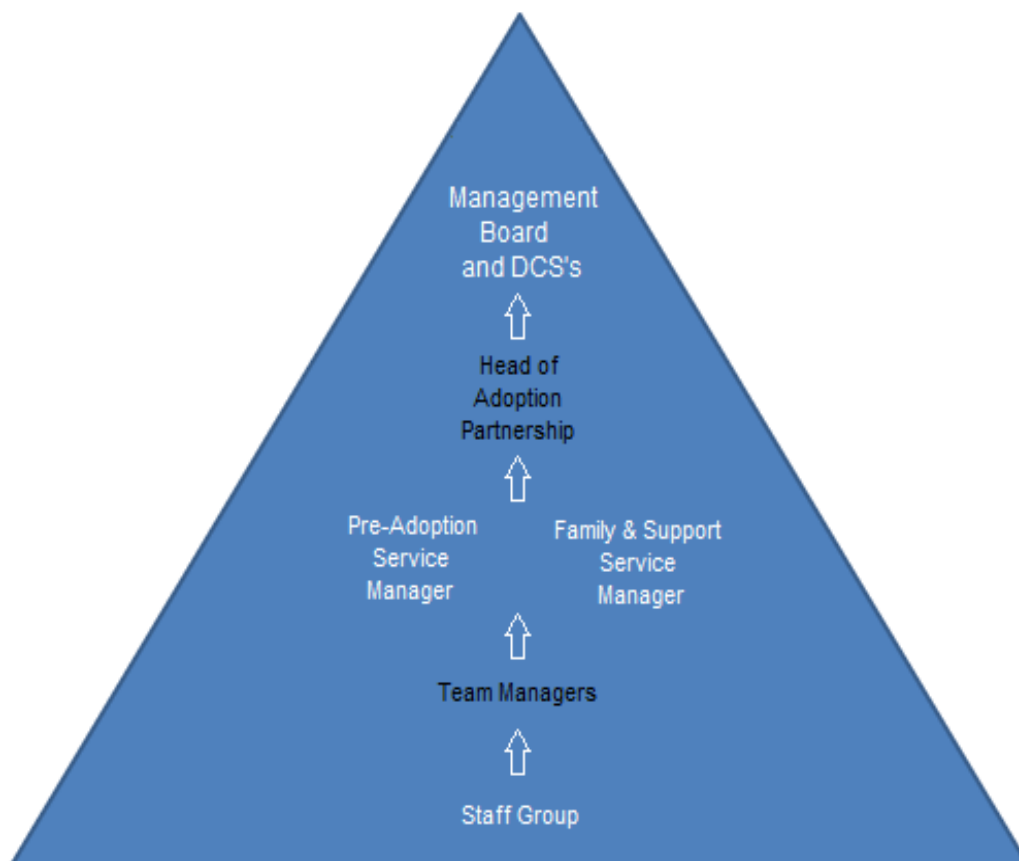 Management
Board
and DCS's
Head of
Adoption
Partnership
Pre-Adoption
Service
Manager
Family & Support
Service
Manager
Team Managers
Staff Group